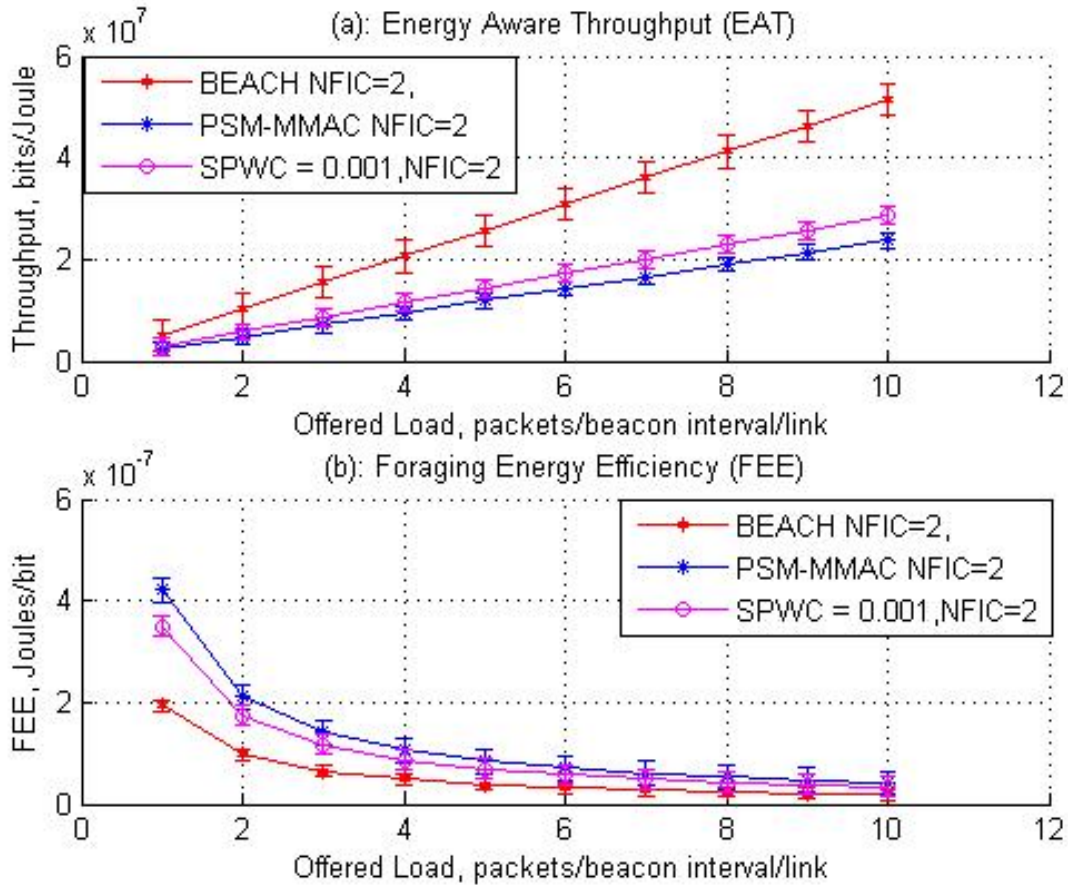 (a): Energy Aware Throughput (EAT)
x 10^7
6
4
2
0
Throughput, bits/Joule
BEACH NFIC=2,
PSM-MMAC NFIC=2
SPWC = 0.001,NFIC=2
0 2 4 6 8 10 12
Offered Load, packets/beacon interval/link
(b): Foraging Energy Efficiency (FEE)
x 10^-7
6
4
2
0
FEE, Joules/bit
BEACH NFIC=2,
PSM-MMAC NFIC=2
SPWC = 0.001,NFIC=2
0 2 4 6 8 10 12
Offered Load, packets/beacon interval/link